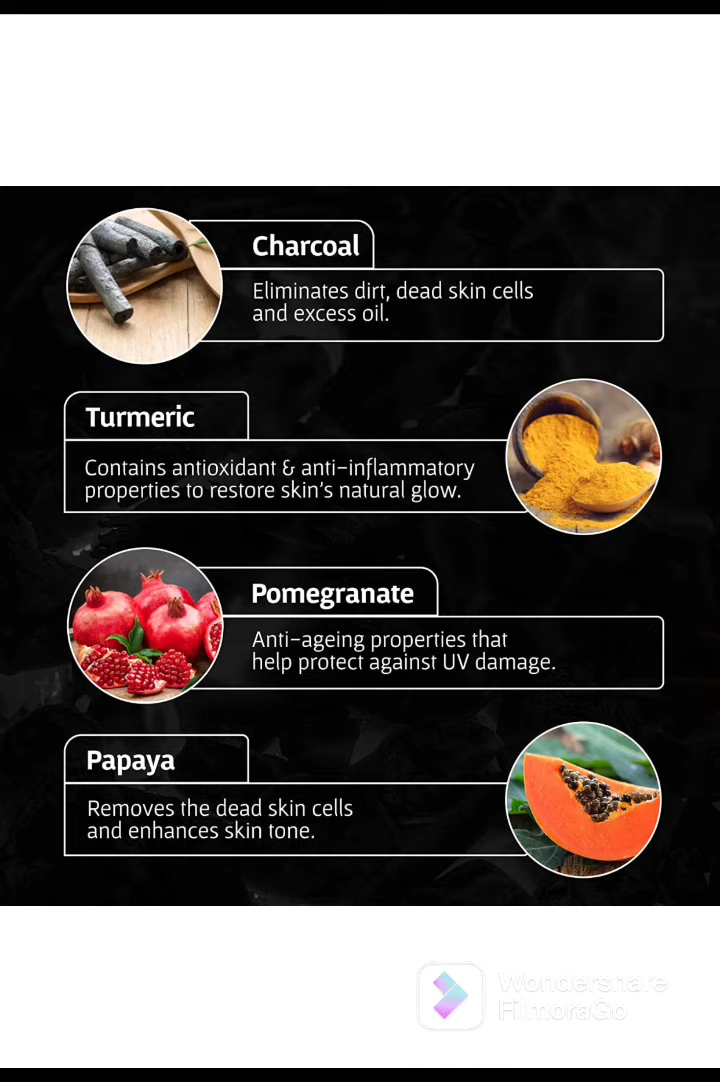 Charcoal
Eliminates dirt, dead skin cells
and excess oil.
Turmeric
Contains antioxidant & anti-inflammatory
properties to restore skin's natural glow.
Pomegranate
Anti-ageing properties that
help protect against UV damage.
Papaya
Removes the dead skin cells
and enhances skin tone.
Wondershare
FilmoraGo